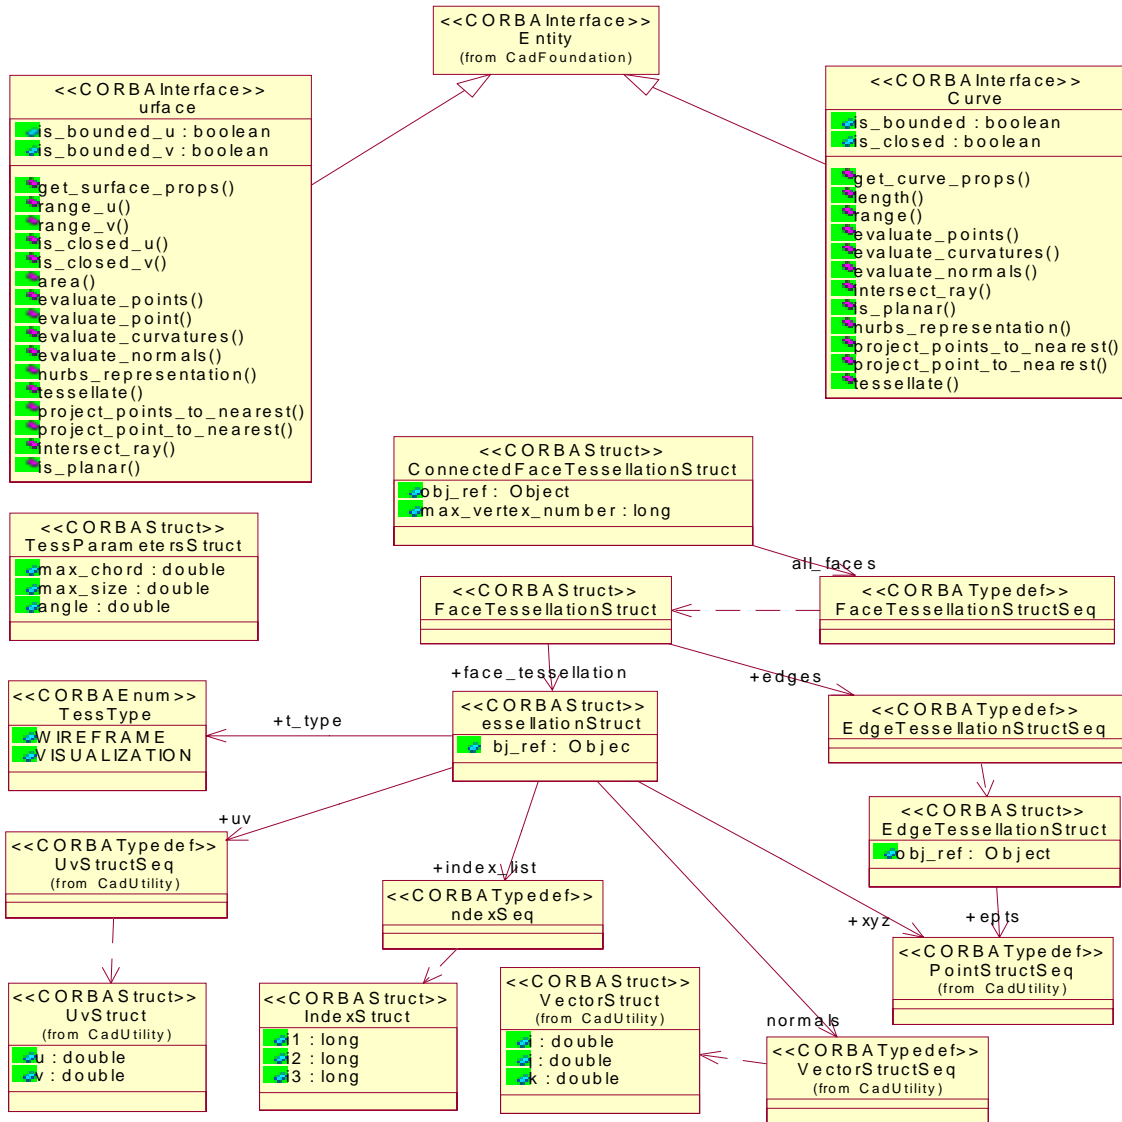 <<CORBAInterface>>
Entity
(from CadFoundation)
<<CORBAInterface>>
urface
is_bounded_u : boolean
is_bounded_v : boolean
get_surface_props()
range_u()
range_v()
is_closed_u()
is_closed_v()
area()
evaluate_points()
evaluate_point()
evaluate_curvatures()
evaluate_normals()
nurbs_representation()
tessellate()
project_points_to_nearest()
project_point_to_nearest()
intersect_ray()
is_planar()
<<CORBAInterface>>
Curve
is_bounded : boolean
is_closed : boolean
get_curve_props()
length()
range()
evaluate_points()
evaluate_curvatures()
evaluate_normals()
intersect_ray()
is_planar()
nurbs_representation()
project_points_to_nearest()
project_point_to_nearest()
tessellate()
<<CORBAStruct>>
ConnectedFaceTessellationStruct
obj_ref : Object
max_vertex_number : long
<<CORBAStruct>>
TessParametersStruct
max_chord : double
max_size : double
angle : double
all_faces
<<CORBAStruct>>
FaceTessellationStruct
<<CORBATypedef>>
FaceTessellationStructSeq
+face_tessellation
+edges
<<CORBAEnum>>
TessType
WIREFRAME
VISUALIZATION
+t_type
<<CORBAStruct>>
essellationStruct
bj_ref : Objec
<<CORBATypedef>>
EdgeTessellationStructSeq
<<CORBAStruct>>
EdgeTessellationStruct
obj_ref : Object
+uv
<<CORBATypedef>>
UvStructSeq
(from CadUtility)
+index_list
<<CORBATypedef>>
ndexSeq
+xyz
+epts
<<CORBATypedef>>
PointStructSeq
(from CadUtility)
<<CORBAStruct>>
UvStruct
(from CadUtility)
u : double
v : double
<<CORBAStruct>>
IndexStruct
i1 : long
i2 : long
i3 : long
<<CORBAStruct>>
VectorStruct
(from CadUtility)
i : double
j : double
k : double
normals
<<CORBATypedef>>
VectorStructSeq
(from CadUtility)